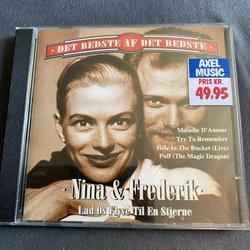 DET BEDSTE AF DET BEDSTE
AXEL
MUSIC
PRIS KR.
49,95
Maladie D'Amour
Try To Remember
Hole In The Bucket (Live)
Puff (The Magic Dragon)
· Nina & Frederik ·
Lad Os Flyve Til En Stjerne